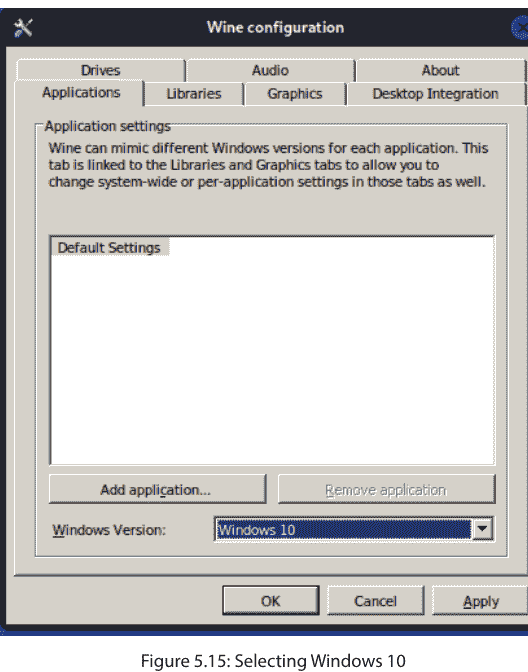 Wine configuration
Drives Audio About
Applications Libraries Graphics Desktop Integration
Application settings
Wine can mimic different Windows versions for each application. This
tab is linked to the Libraries and Graphics tabs to allow you to
change system-wide or per-application settings in those tabs as well.
Default Settings
Add application... Remove application
Windows Version: Windows 10
OK Cancel Apply
Figure 5.15: Selecting Windows 10